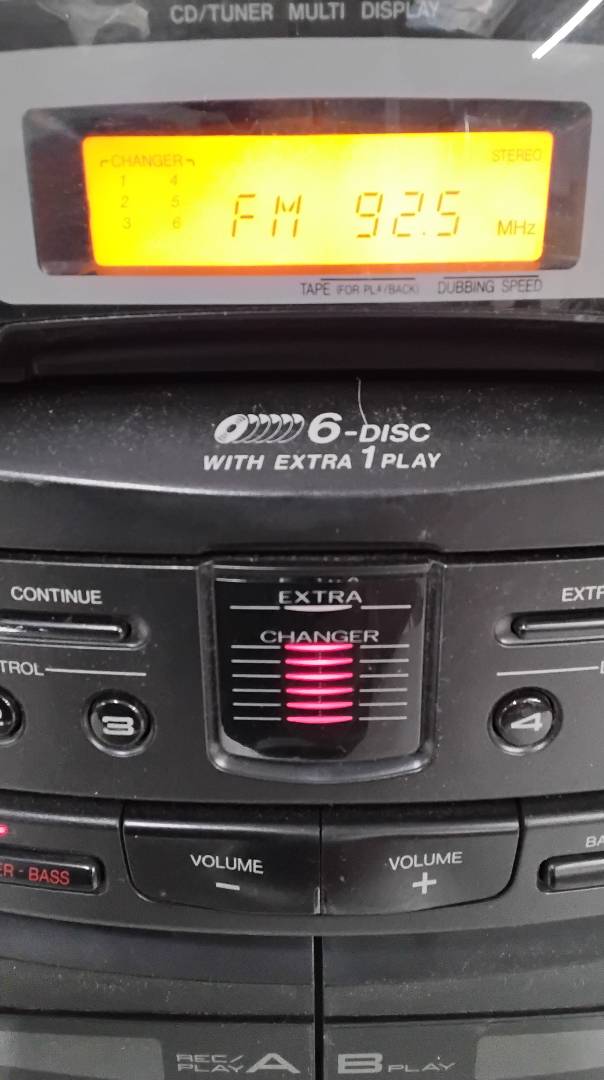 CD/TUNER MULTI DISPLAY
CHANGER
STEREO
1 4
2 5
3 6
FM 92.5 MHz
TAPE (FOR PLAY/BACK) DUBBING SPEED
6-DISC
WITH EXTRA 1 PLAY
CONTINUE
EXTRA
CHANGER
3
4
BASS
VOLUME
-
VOLUME
+
REC/PLAY A
B PLAY